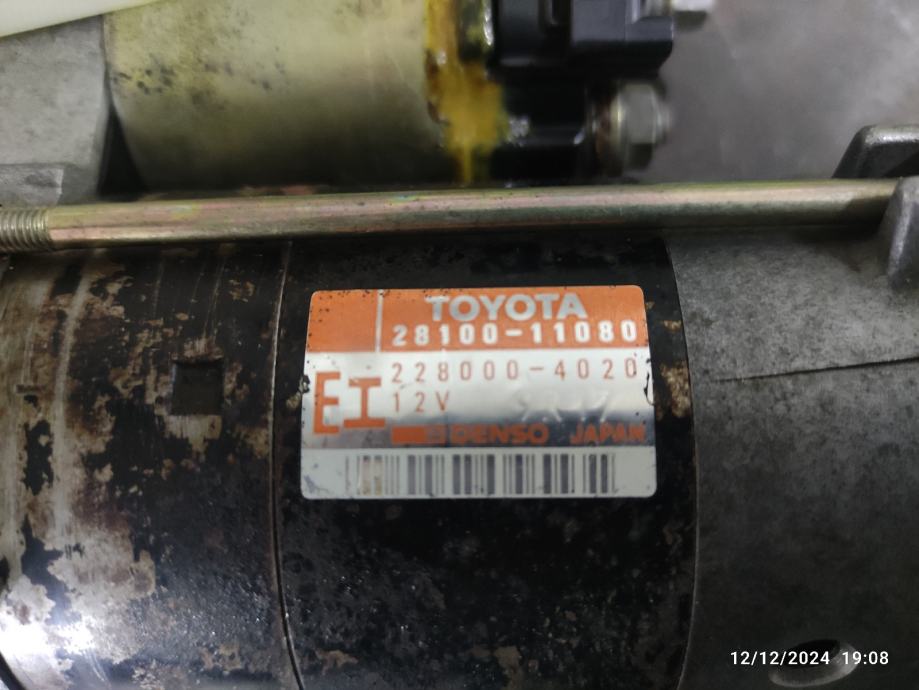 TOYOTA
28100-11080
228000-4020
EI
12V
DENSO JAPAN
12/12/2024 19:08